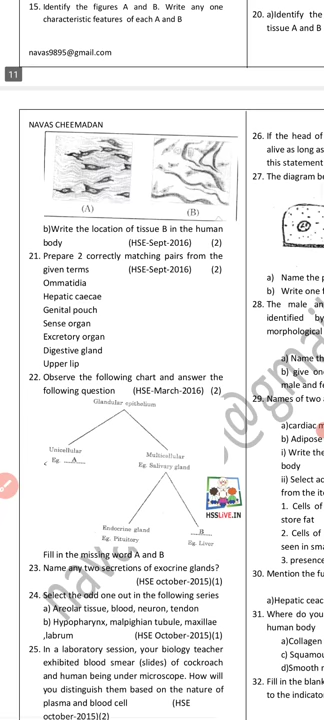 15. Identify the figures A and B. Write any one
characteristic features of each A and B
navas9895@gmail.com
20. a)Identify the
tissue A and B
11
NAVAS CHEEMADAN
(A)
(B)
b)Write the location of tissue B in the human
body (HSE-Sept-2016) (2)
21. Prepare 2 correctly matching pairs from the
given terms (HSE-Sept-2016) (2)
Ommatidia
Hepatic caecae
Genital pouch
Sense organ
Excretory organ
Digestive gland
Upper lip
22. Observe the following chart and answer the
following question (HSE-March-2016) (2)
Glandular epithelium
Unicellular
Eg. A
Multicellular
Eg. Salivary gland
HSSLiVE.IN
Endocrine gland
Eg. Pituitory
B
Eg. Liver
Fill in the missing word A and B
23. Name any two secretions of exocrine glands?
(HSE october-2015)(1)
24. Select the odd one out in the following series
a) Areolar tissue, blood, neuron, tendon
b) Hypopharynx, malpighian tubule, maxillae
,labrum (HSE October-2015)(1)
25. In a laboratory session, your biology teacher
exhibited blood smear (slides) of cockroach
and human being under microscope. How will
you distinguish them based on the nature of
plasma and blood cell (HSE
october-2015)(2)
26. If the head of
alive as long as
this statement
27. The diagram be
a) Name the
b) Write one
28. The male an
identified by
morphological
a) Name th
b) give on
male and fe
29. Names of two
a)cardiac m
b) Adipose
i) Write the
body
ii) Select ac
from the it
1. Cells of
store fat
2. Cells of
seen in sm
3. presence
30. Mention the fu
a)Hepatic ceac
31. Where do you
human body
a)Collagen
c) Squamou
d)Smooth
32. Fill in the blank
to the indicato
@gmail
nava